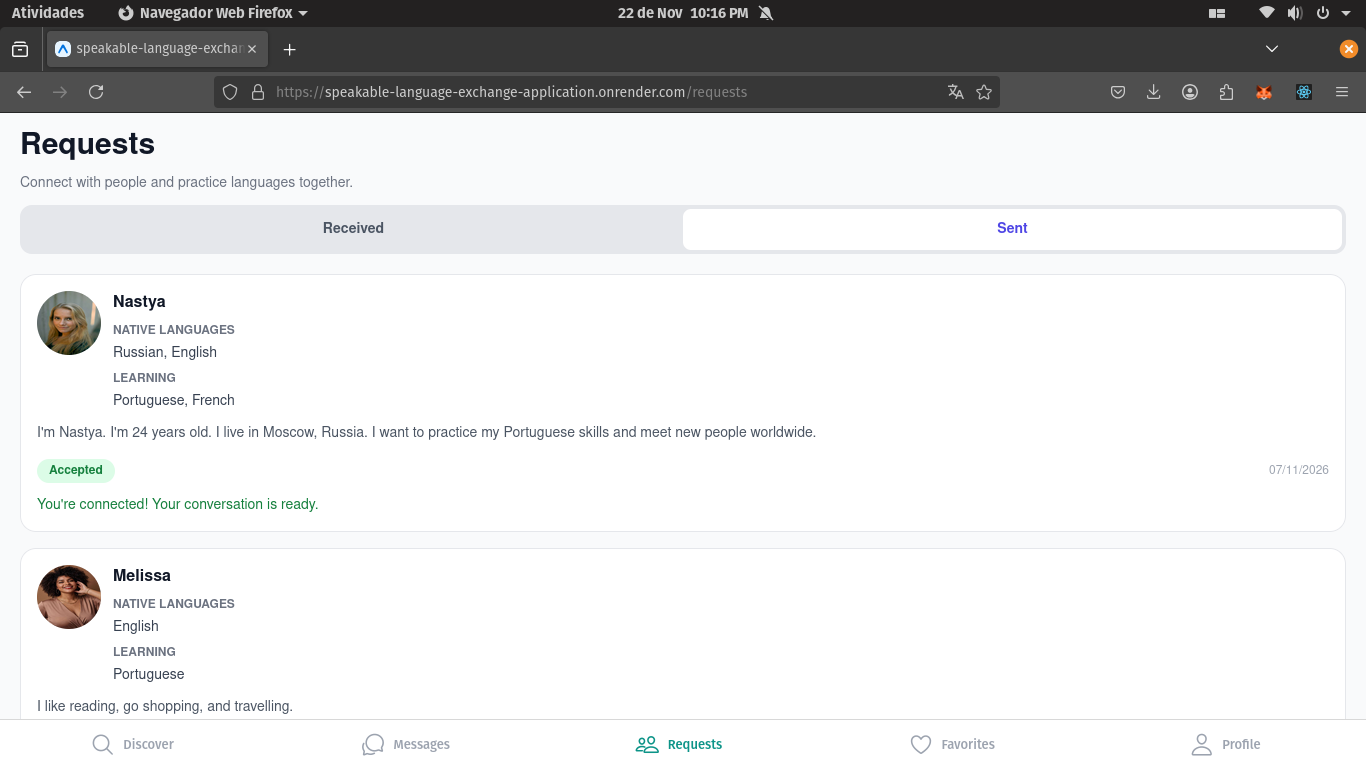 Atividades
Navegador Web Firefox
22 de Nov 10:16 PM
speakable-language-exchan
https://speakable-language-exchange-application.onrender.com/requests
Requests
Connect with people and practice languages together.
Received
Sent
Nastya
NATIVE LANGUAGES
Russian, English
LEARNING
Portuguese, French
I'm Nastya. I'm 24 years old. I live in Moscow, Russia. I want to practice my Portuguese skills and meet new people worldwide.
Accepted
07/11/2026
You're connected! Your conversation is ready.
Melissa
NATIVE LANGUAGES
English
LEARNING
Portuguese
I like reading, go shopping, and travelling.
Discover
Messages
Requests
Favorites
Profile